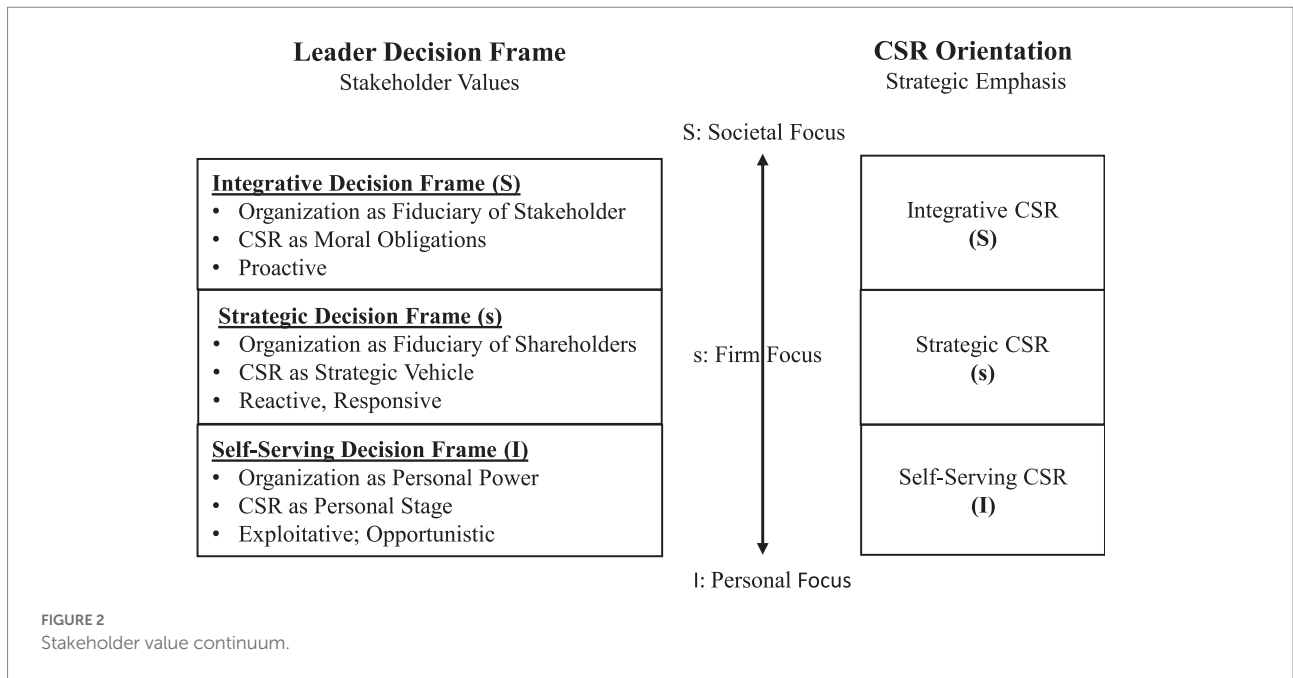 Leader Decision Frame
Stakeholder Values
CSR Orientation
Strategic Emphasis
S: Societal Focus
Integrative Decision Frame (S)
• Organization as Fiduciary of Stakeholder
• CSR as Moral Obligations
• Proactive
Integrative CSR
(S)
Strategic Decision Frame (s)
• Organization as Fiduciary of Shareholders
• CSR as Strategic Vehicle
• Reactive, Responsive
s: Firm Focus
Strategic CSR
(s)
Self-Serving Decision Frame (I)
• Organization as Personal Power
• CSR as Personal Stage
• Exploitative; Opportunistic
Self-Serving CSR
(I)
I: Personal Focus
FIGURE 2
Stakeholder value continuum.